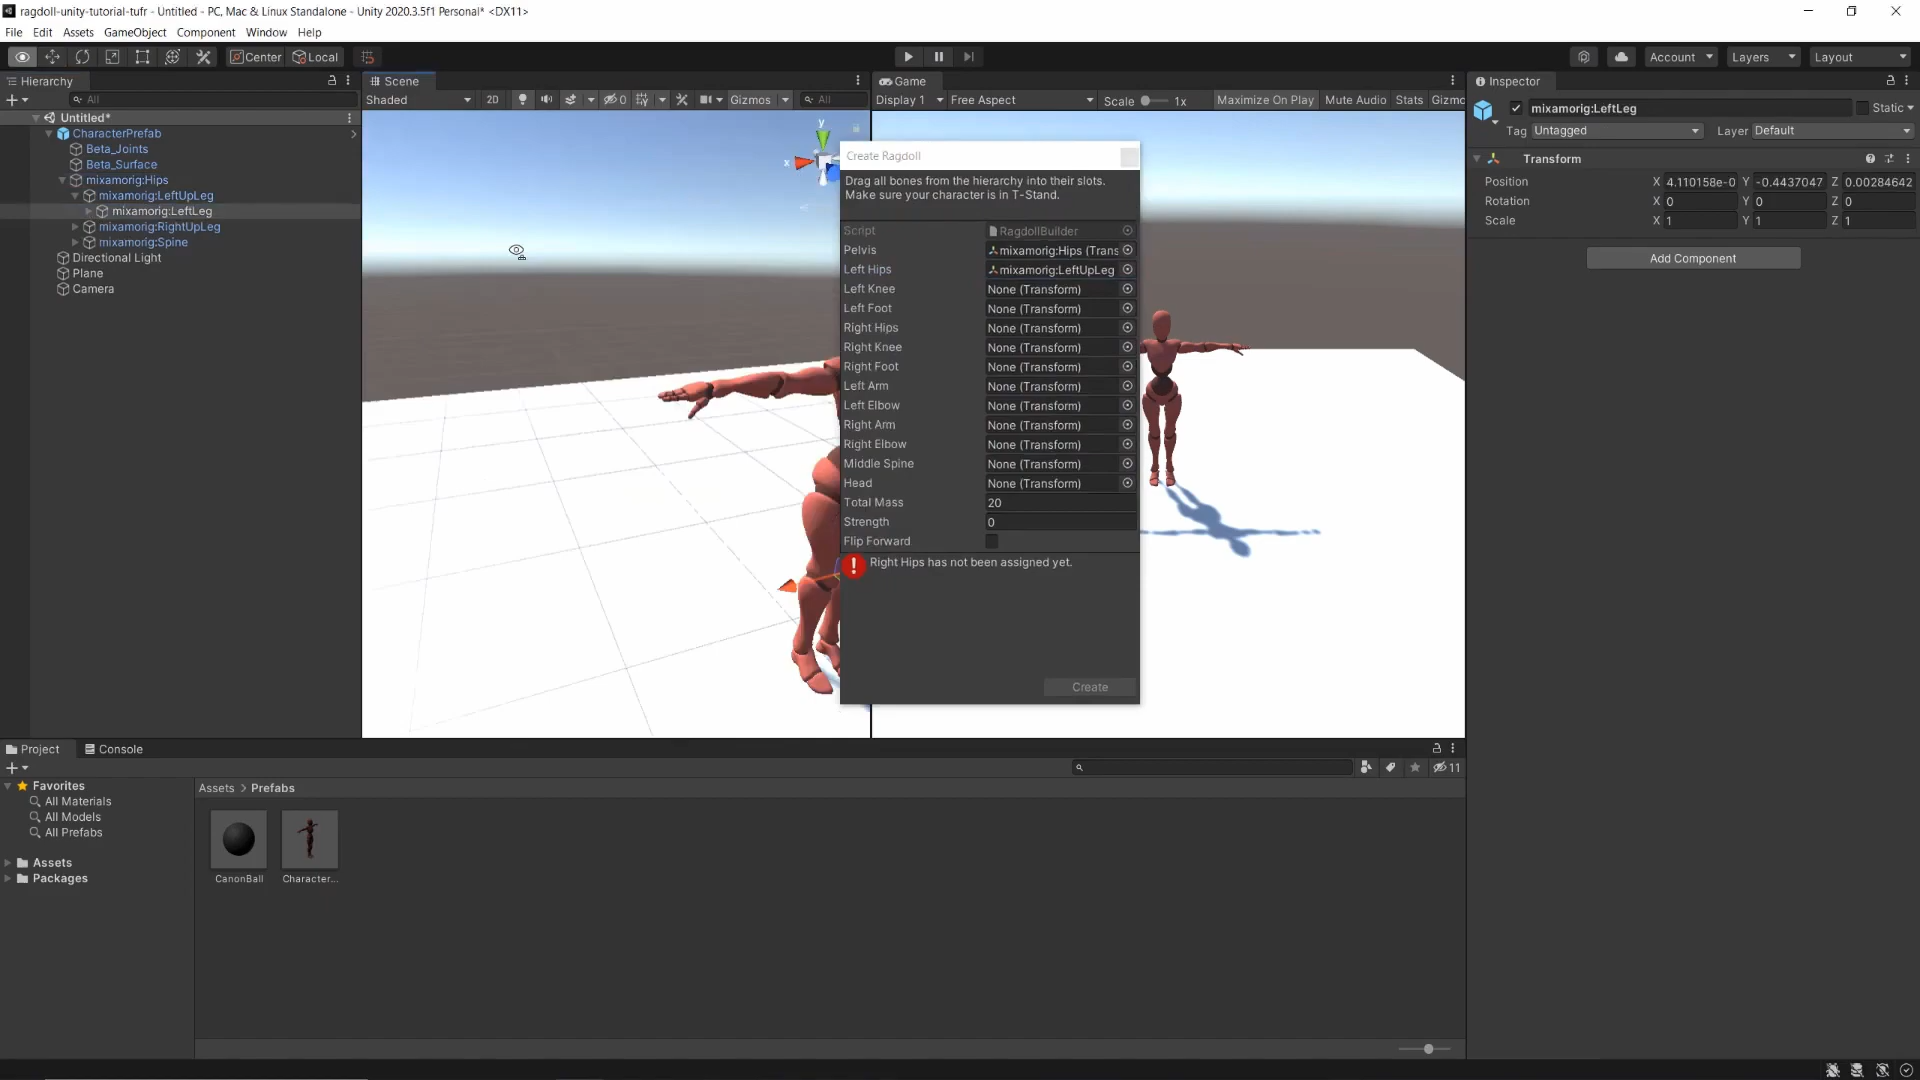 ragdoll-unity-tutorial-tufr - Untitled - PC, Mac & Linux Standalone - Unity 2020.3.5f1 Personal* <DX11>
File Edit Assets GameObject Component Window Help
Center Local Account Layers Layout
Hierarchy
All
Untitled*
CharacterPrefab
Beta_Joints
Beta_Surface
mixamorig:Hips
mixamorig:LeftUpLeg
mixamorig:LeftLeg
mixamorig:RightUpLeg
mixamorig:Spine
Directional Light
Plane
Camera
Scene
Shaded 2D 0 Gizmos All
y
x
Game
Display 1 Free Aspect Scale 1x Maximize On Play Mute Audio Stats Gizmo
Create Ragdoll
Drag all bones from the hierarchy into their slots.
Make sure your character is in T-Stand.
Script RagdollBuilder
Pelvis mixamorig:Hips (Trans
Left Hips mixamorig:LeftUpLeg
Left Knee None (Transform)
Left Foot None (Transform)
Right Hips None (Transform)
Right Knee None (Transform)
Right Foot None (Transform)
Left Arm None (Transform)
Left Elbow None (Transform)
Right Arm None (Transform)
Right Elbow None (Transform)
Middle Spine None (Transform)
Head None (Transform)
Total Mass 20
Strength 0
Flip Forward
Right Hips has not been assigned yet.
Create
Inspector
mixamorig:LeftLeg Static
Tag Untagged Layer Default
Transform
Position X 4.110158e-0 Y -0.4437047 Z 0.00284642
Rotation X 0 Y 0 Z 0
Scale X 1 Y 1 Z 1
Add Component
Project Console
11
Favorites
All Materials
All Models
All Prefabs
Assets
Packages
Assets > Prefabs
CanonBall Character...